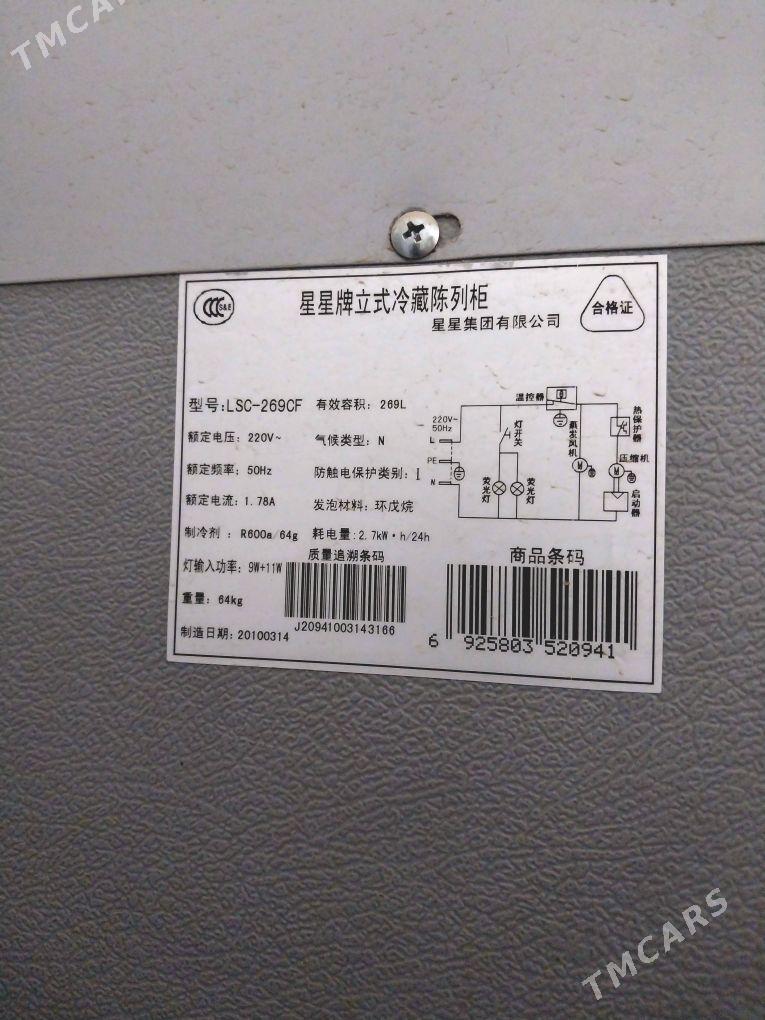 TMCARS
CCC S&E
星星牌立式冷藏陈列柜
星星集团有限公司
合格证
型号:LSC-269CF
有效容积: 269L
额定电压: 220V~
气候类型: N
额定频率: 50Hz
防触电保护类别: I
额定电流: 1.78A
发泡材料: 环戊烷
制冷剂 : R600a/64g
耗电量:2.7kW·h/24h
灯输入功率: 9W+11W
重量: 64kg
制造日期: 20100314
温控器
220V~
50Hz
L
PE
N
灯开关
蒸发风机
热保护器
压缩机
M
M
荧光灯
荧光灯
启动器
质量追溯条码
J20941003143166
商品条码
6 925803 520941
TMCARS